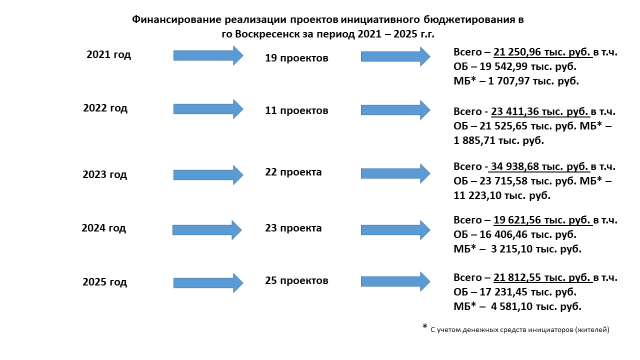 Финансирование реализации проектов инициативного бюджетирования в
го Воскресенск за период 2021 – 2025 г.г.
2021 год
19 проектов
Всего – 21 250,96 тыс. руб. в т.ч.
ОБ – 19 542,99 тыс. руб.
МБ* – 1 707,97 тыс. руб.
2022 год
11 проектов
Всего - 23 411,36 тыс. руб. в т.ч.
ОБ – 21 525,65 тыс. руб. МБ* –
1 885,71 тыс. руб.
2023 год
22 проекта
Всего - 34 938,68 тыс. руб. в т.ч.
ОБ – 23 715,58 тыс. руб. МБ* –
11 223,10 тыс. руб.
2024 год
23 проекта
Всего – 19 621,56 тыс. руб. в т.ч.
ОБ – 16 406,46 тыс. руб.
МБ* – 3 215,10 тыс. руб.
2025 год
25 проектов
Всего – 21 812,55 тыс. руб. в т.ч.
ОБ – 17 231,45 тыс. руб.
МБ* – 4 581,10 тыс. руб.
* С учетом денежных средств инициаторов (жителей)